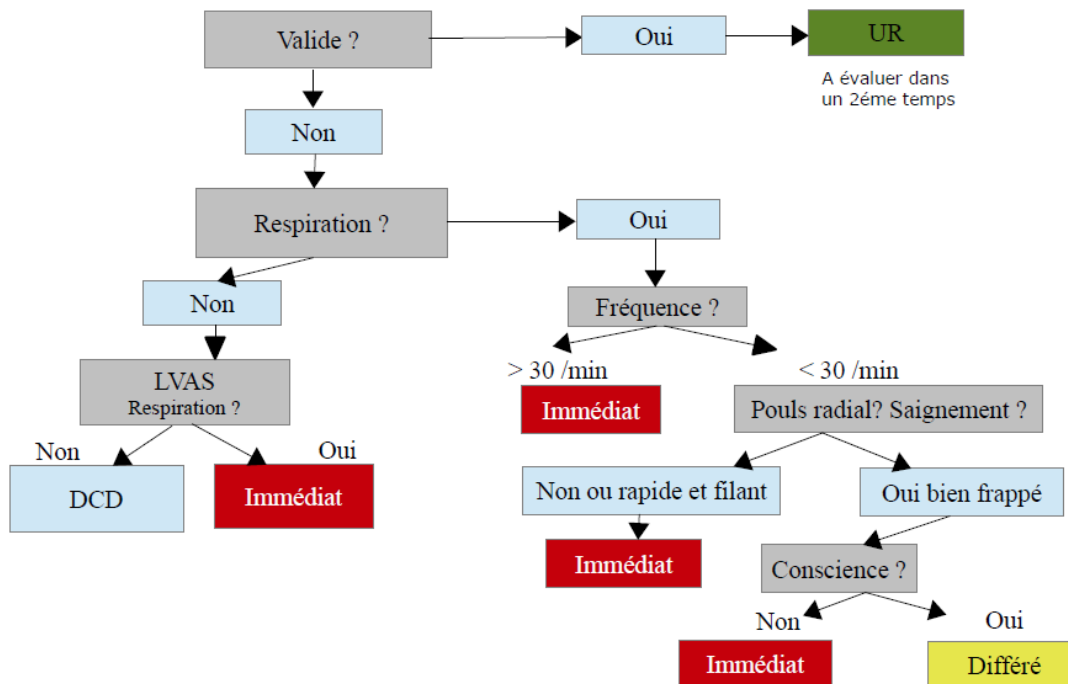 Valide ?
Oui
UR
A évaluer dans
un 2éme temps
Non
Respiration ?
Oui
Non
Fréquence ?
LVAS
Respiration ?
> 30 /min
< 30 /min
Immédiat
Pouls radial? Saignement ?
Non
Oui
DCD
Immédiat
Non ou rapide et filant
Oui bien frappé
Immédiat
Conscience ?
Non
Oui
Immédiat
Différé